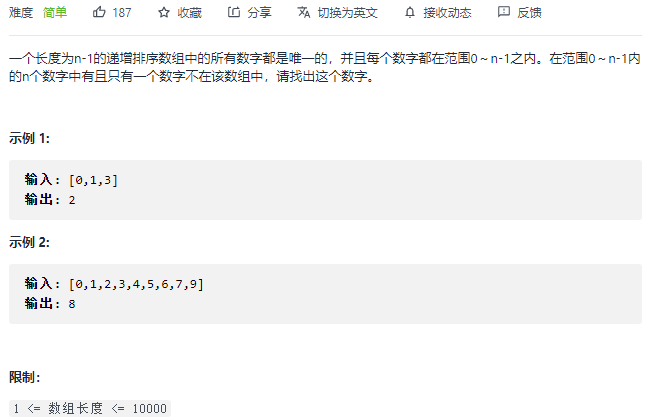 难度 简单 187 收藏 分享 切换为英文 接收动态 反馈
一个长度为n-1的递增排序数组中的所有数字都是唯一的，并且每个数字都在范围0～n-1之内。在范围0～n-1内
的n个数字中有且只有一个数字不在该数组中，请找出这个数字。
示例 1:
输入: [0,1,3]
输出: 2
示例 2:
输入: [0,1,2,3,4,5,6,7,9]
输出: 8
限制：
1 <= 数组长度 <= 10000